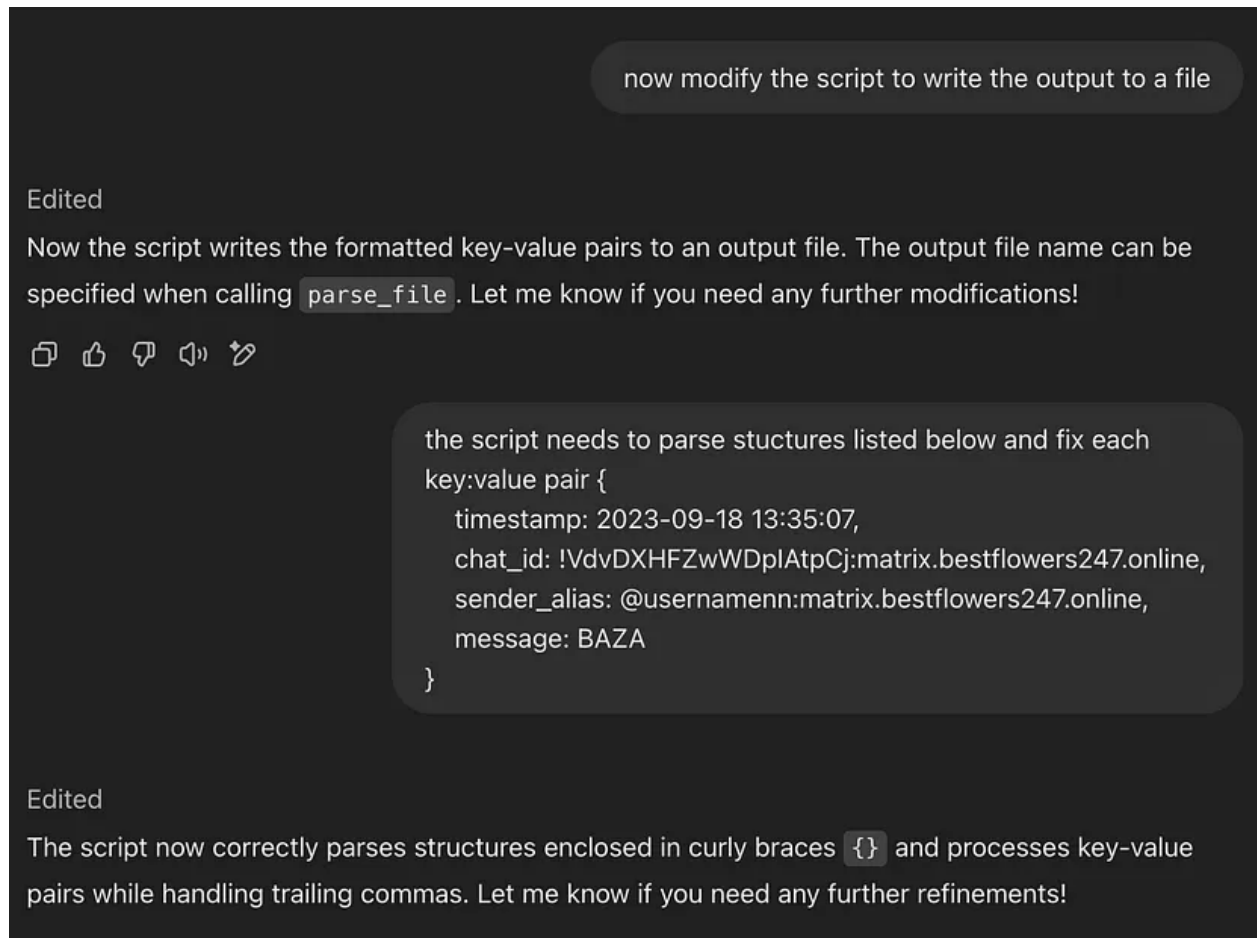 now modify the script to write the output to a file
Edited
Now the script writes the formatted key-value pairs to an output file. The output file name can be
specified when calling parse_file. Let me know if you need any further modifications!
the script needs to parse stuctures listed below and fix each
key:value pair {
timestamp: 2023-09-18 13:35:07,
chat_id: !VdvDXHFZwWDpIAtpCj:matrix.bestflowers247.online,
sender_alias: @usernamenn:matrix.bestflowers247.online,
message: BAZA
}
Edited
The script now correctly parses structures enclosed in curly braces {} and processes key-value
pairs while handling trailing commas. Let me know if you need any further refinements!